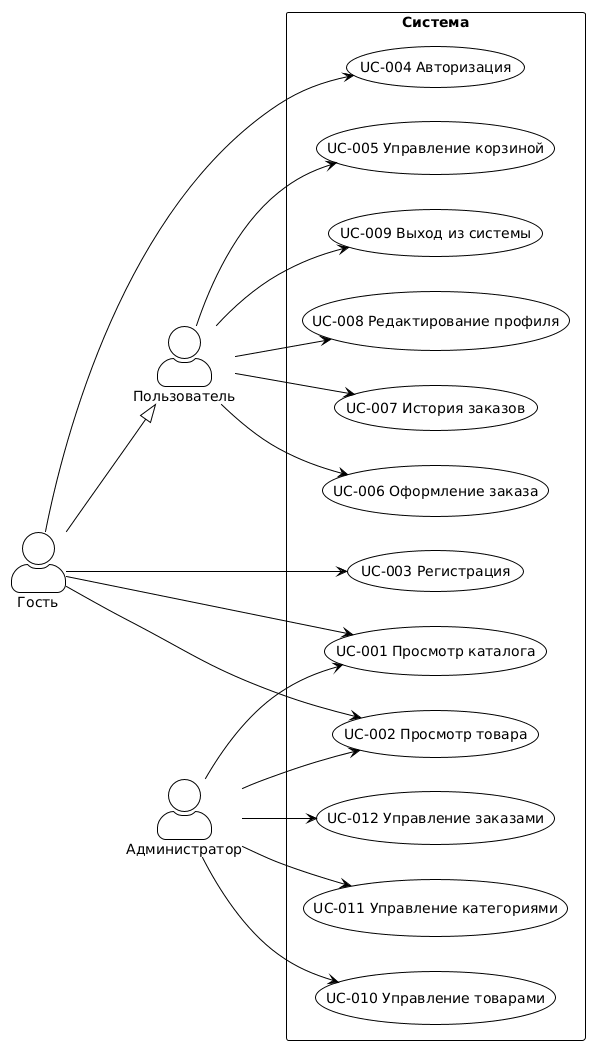 Система
UC-004 Авторизация
UC-005 Управление корзиной
UC-009 Выход из системы
UC-008 Редактирование профиля
Пользователь
UC-007 История заказов
UC-006 Оформление заказа
UC-003 Регистрация
Гость
UC-001 Просмотр каталога
UC-002 Просмотр товара
UC-012 Управление заказами
Администратор
UC-011 Управление категориями
UC-010 Управление товарами